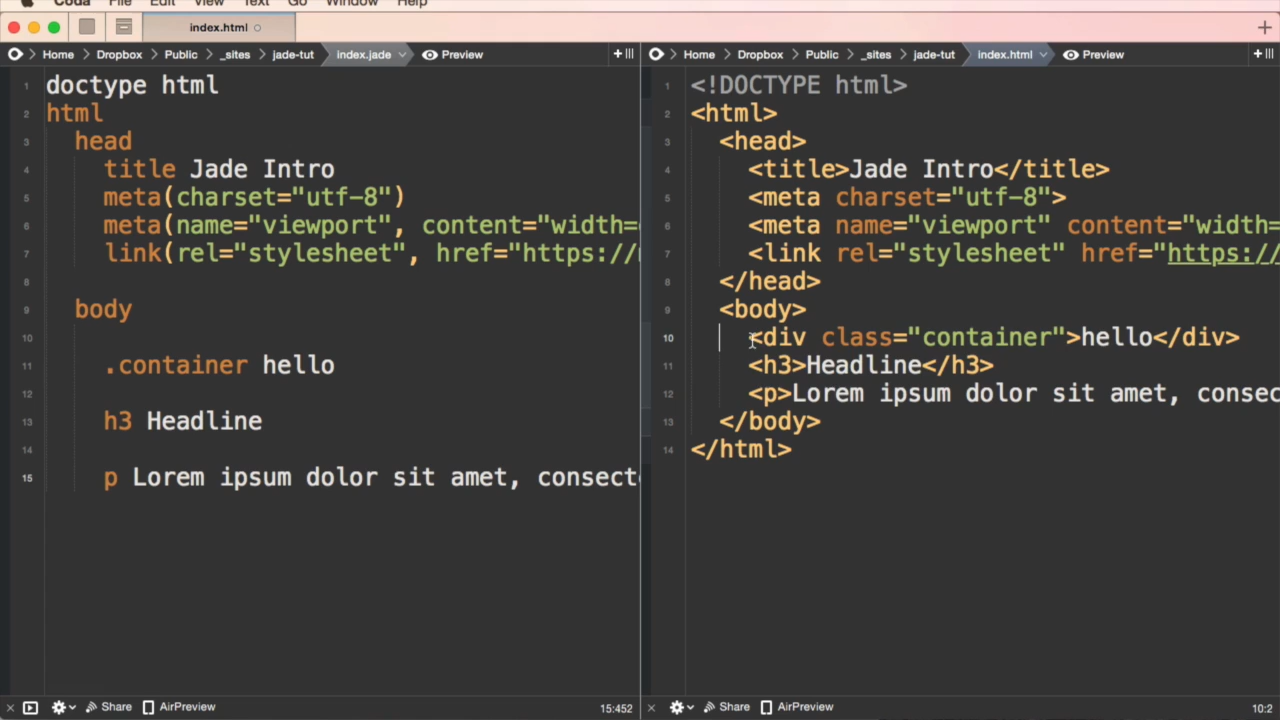 Coda File Edit View Text Go Window Help
index.html
Home Dropbox Public _sites jade-tut index.jade Preview
1 doctype html
2 html
3 head
4 title Jade Intro
5 meta(charset="utf-8")
6 meta(name="viewport", content="width=
7 link(rel="stylesheet", href="https://
8
9 body
10
11 .container hello
12
13 h3 Headline
14
15 p Lorem ipsum dolor sit amet, consect
Share AirPreview 15:452
Home Dropbox Public _sites jade-tut index.html Preview
1 <!DOCTYPE html>
2 <html>
3 <head>
4 <title>Jade Intro</title>
5 <meta charset="utf-8">
6 <meta name="viewport" content="width=
7 <link rel="stylesheet" href="https://
8 </head>
9 <body>
10 <div class="container">hello</div>
11 <h3>Headline</h3>
12 <p>Lorem ipsum dolor sit amet, consec
13 </body>
14 </html>
Share AirPreview 10:2